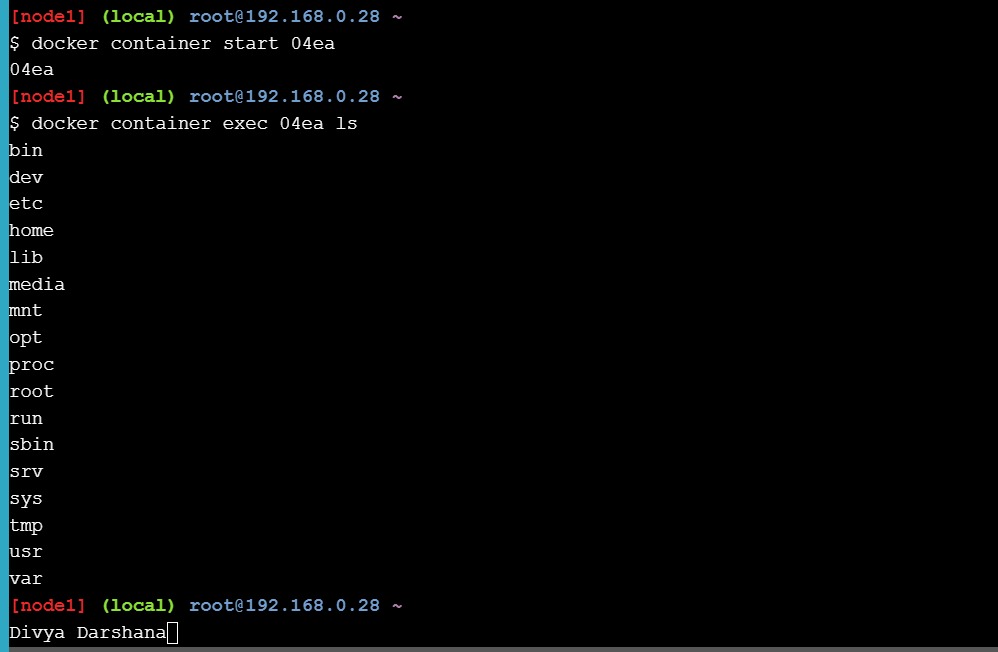 [node1] (local) root@192.168.0.28 ~
$ docker container start 04ea
04ea
[node1] (local) root@192.168.0.28 ~
$ docker container exec 04ea ls
bin
dev
etc
home
lib
media
mnt
opt
proc
root
run
sbin
srv
sys
tmp
usr
var
[node1] (local) root@192.168.0.28 ~
Divya Darshana